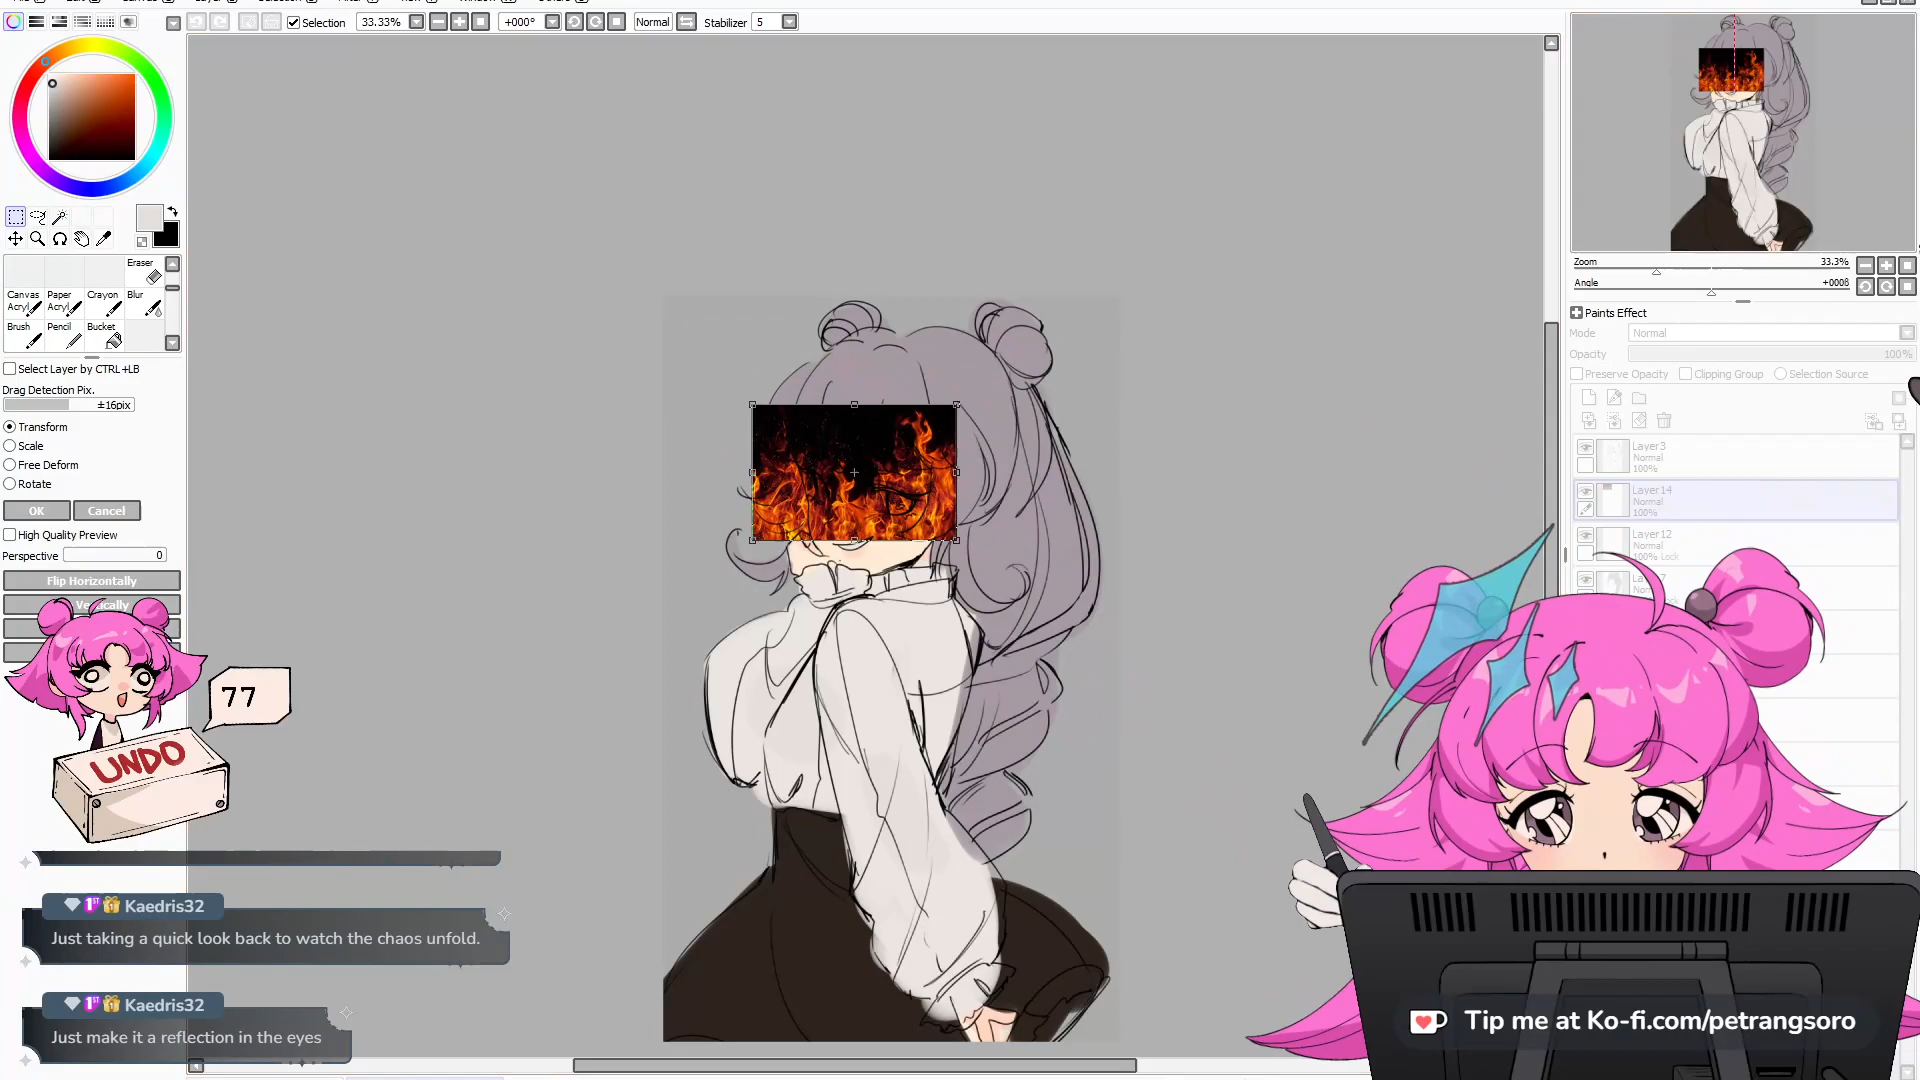 Selection
33.33%
+000°
Normal
Stabilizer
5
Zoom
33.3%
Angle
Paints Effect
Mode
Normal
Opacity
100%
Preserve Opacity
Clipping Group
Selection Source
Layer3
Normal
100%
Layer14
Normal
100%
Layer12
Normal
100% Lock
Eraser
Canvas
Acryl
Paper
Acryl
Crayon
Blur
Brush
Pencil
Bucket
Select Layer by CTRL+LB
Drag Detection Pix.
±16pix
Transform
Scale
Free Deform
Rotate
OK
Cancel
High Quality Preview
Perspective
0
Flip Horizontally
77
UNDO
Kaedris32
Just taking a quick look back to watch the chaos unfold.
Kaedris32
Just make it a reflection in the eyes
Tip me at Ko-fi.com/petrangsoro